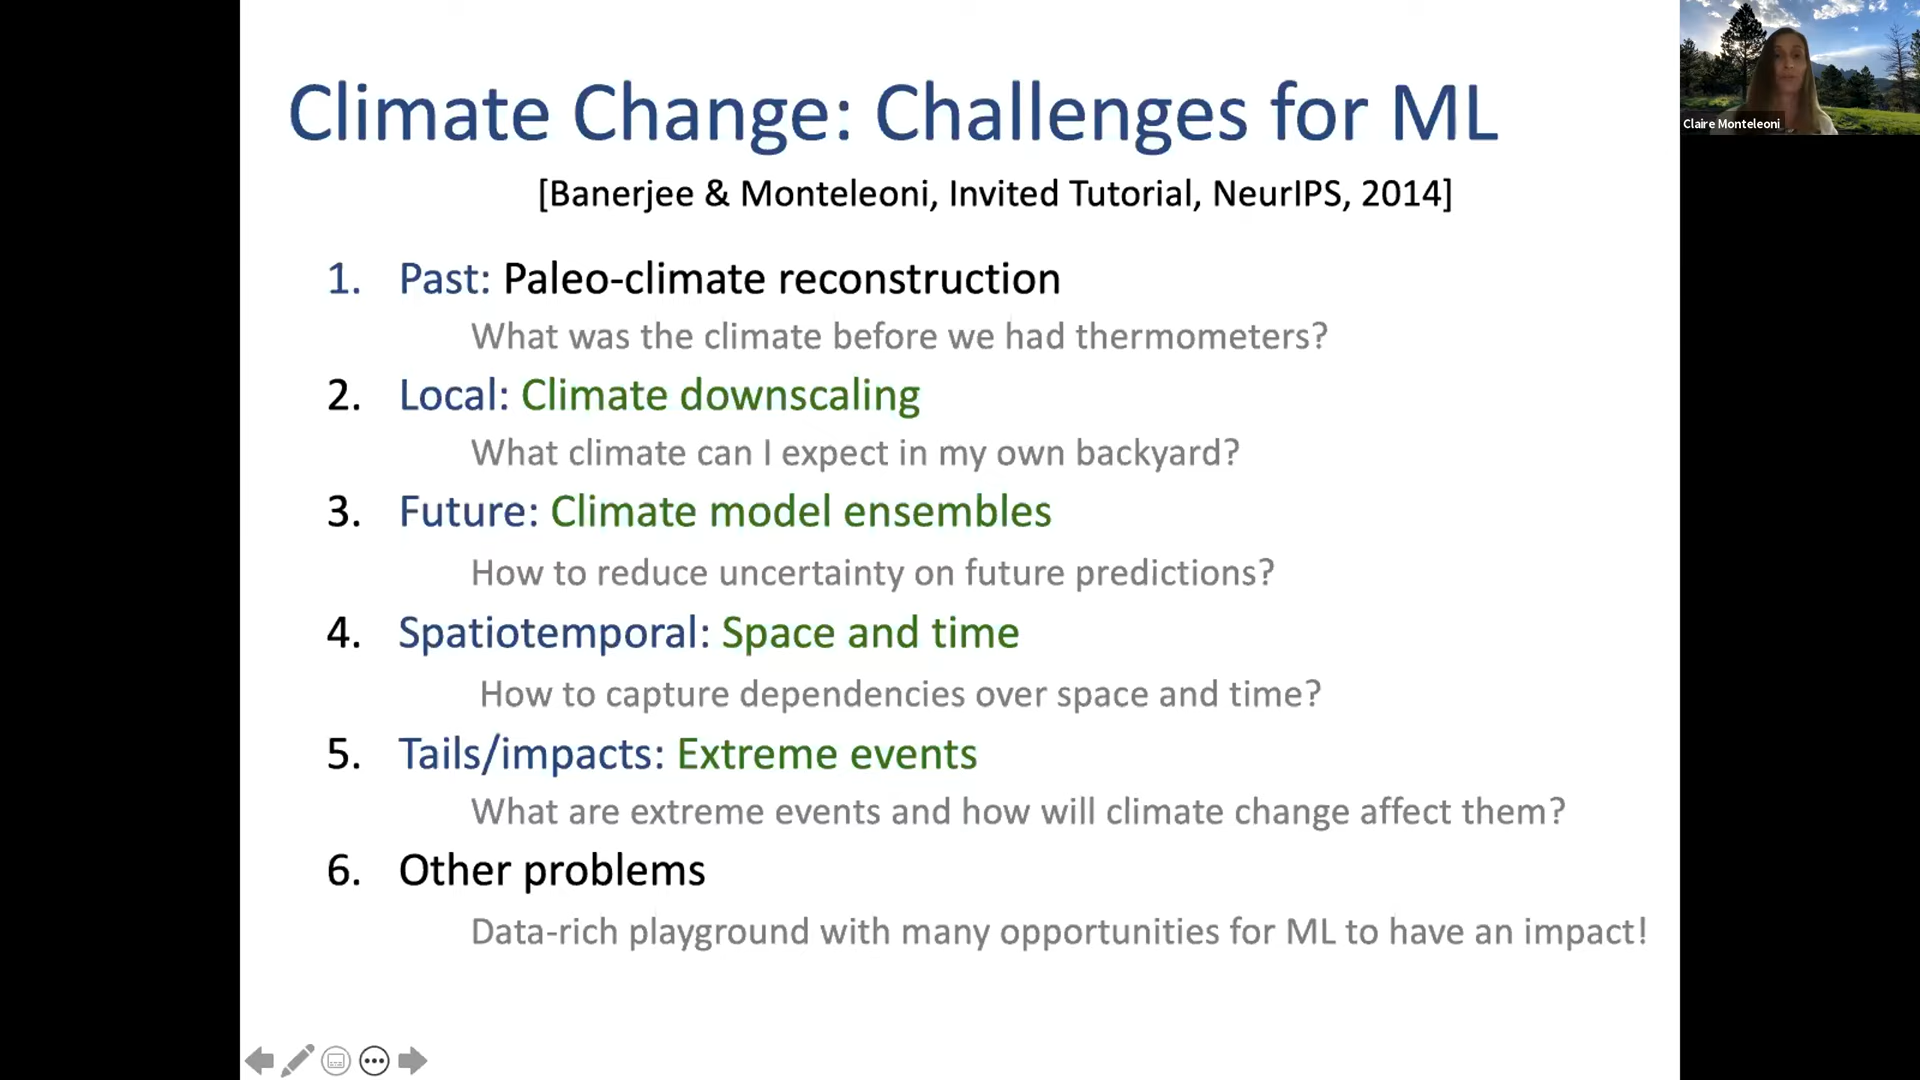 Climate Change: Challenges for ML
[Banerjee & Monteleoni, Invited Tutorial, NeurIPS, 2014]
1. Past: Paleo-climate reconstruction
What was the climate before we had thermometers?
2. Local: Climate downscaling
What climate can I expect in my own backyard?
3. Future: Climate model ensembles
How to reduce uncertainty on future predictions?
4. Spatiotemporal: Space and time
How to capture dependencies over space and time?
5. Tails/impacts: Extreme events
What are extreme events and how will climate change affect them?
6. Other problems
Data-rich playground with many opportunities for ML to have an impact!
Claire Monteleoni